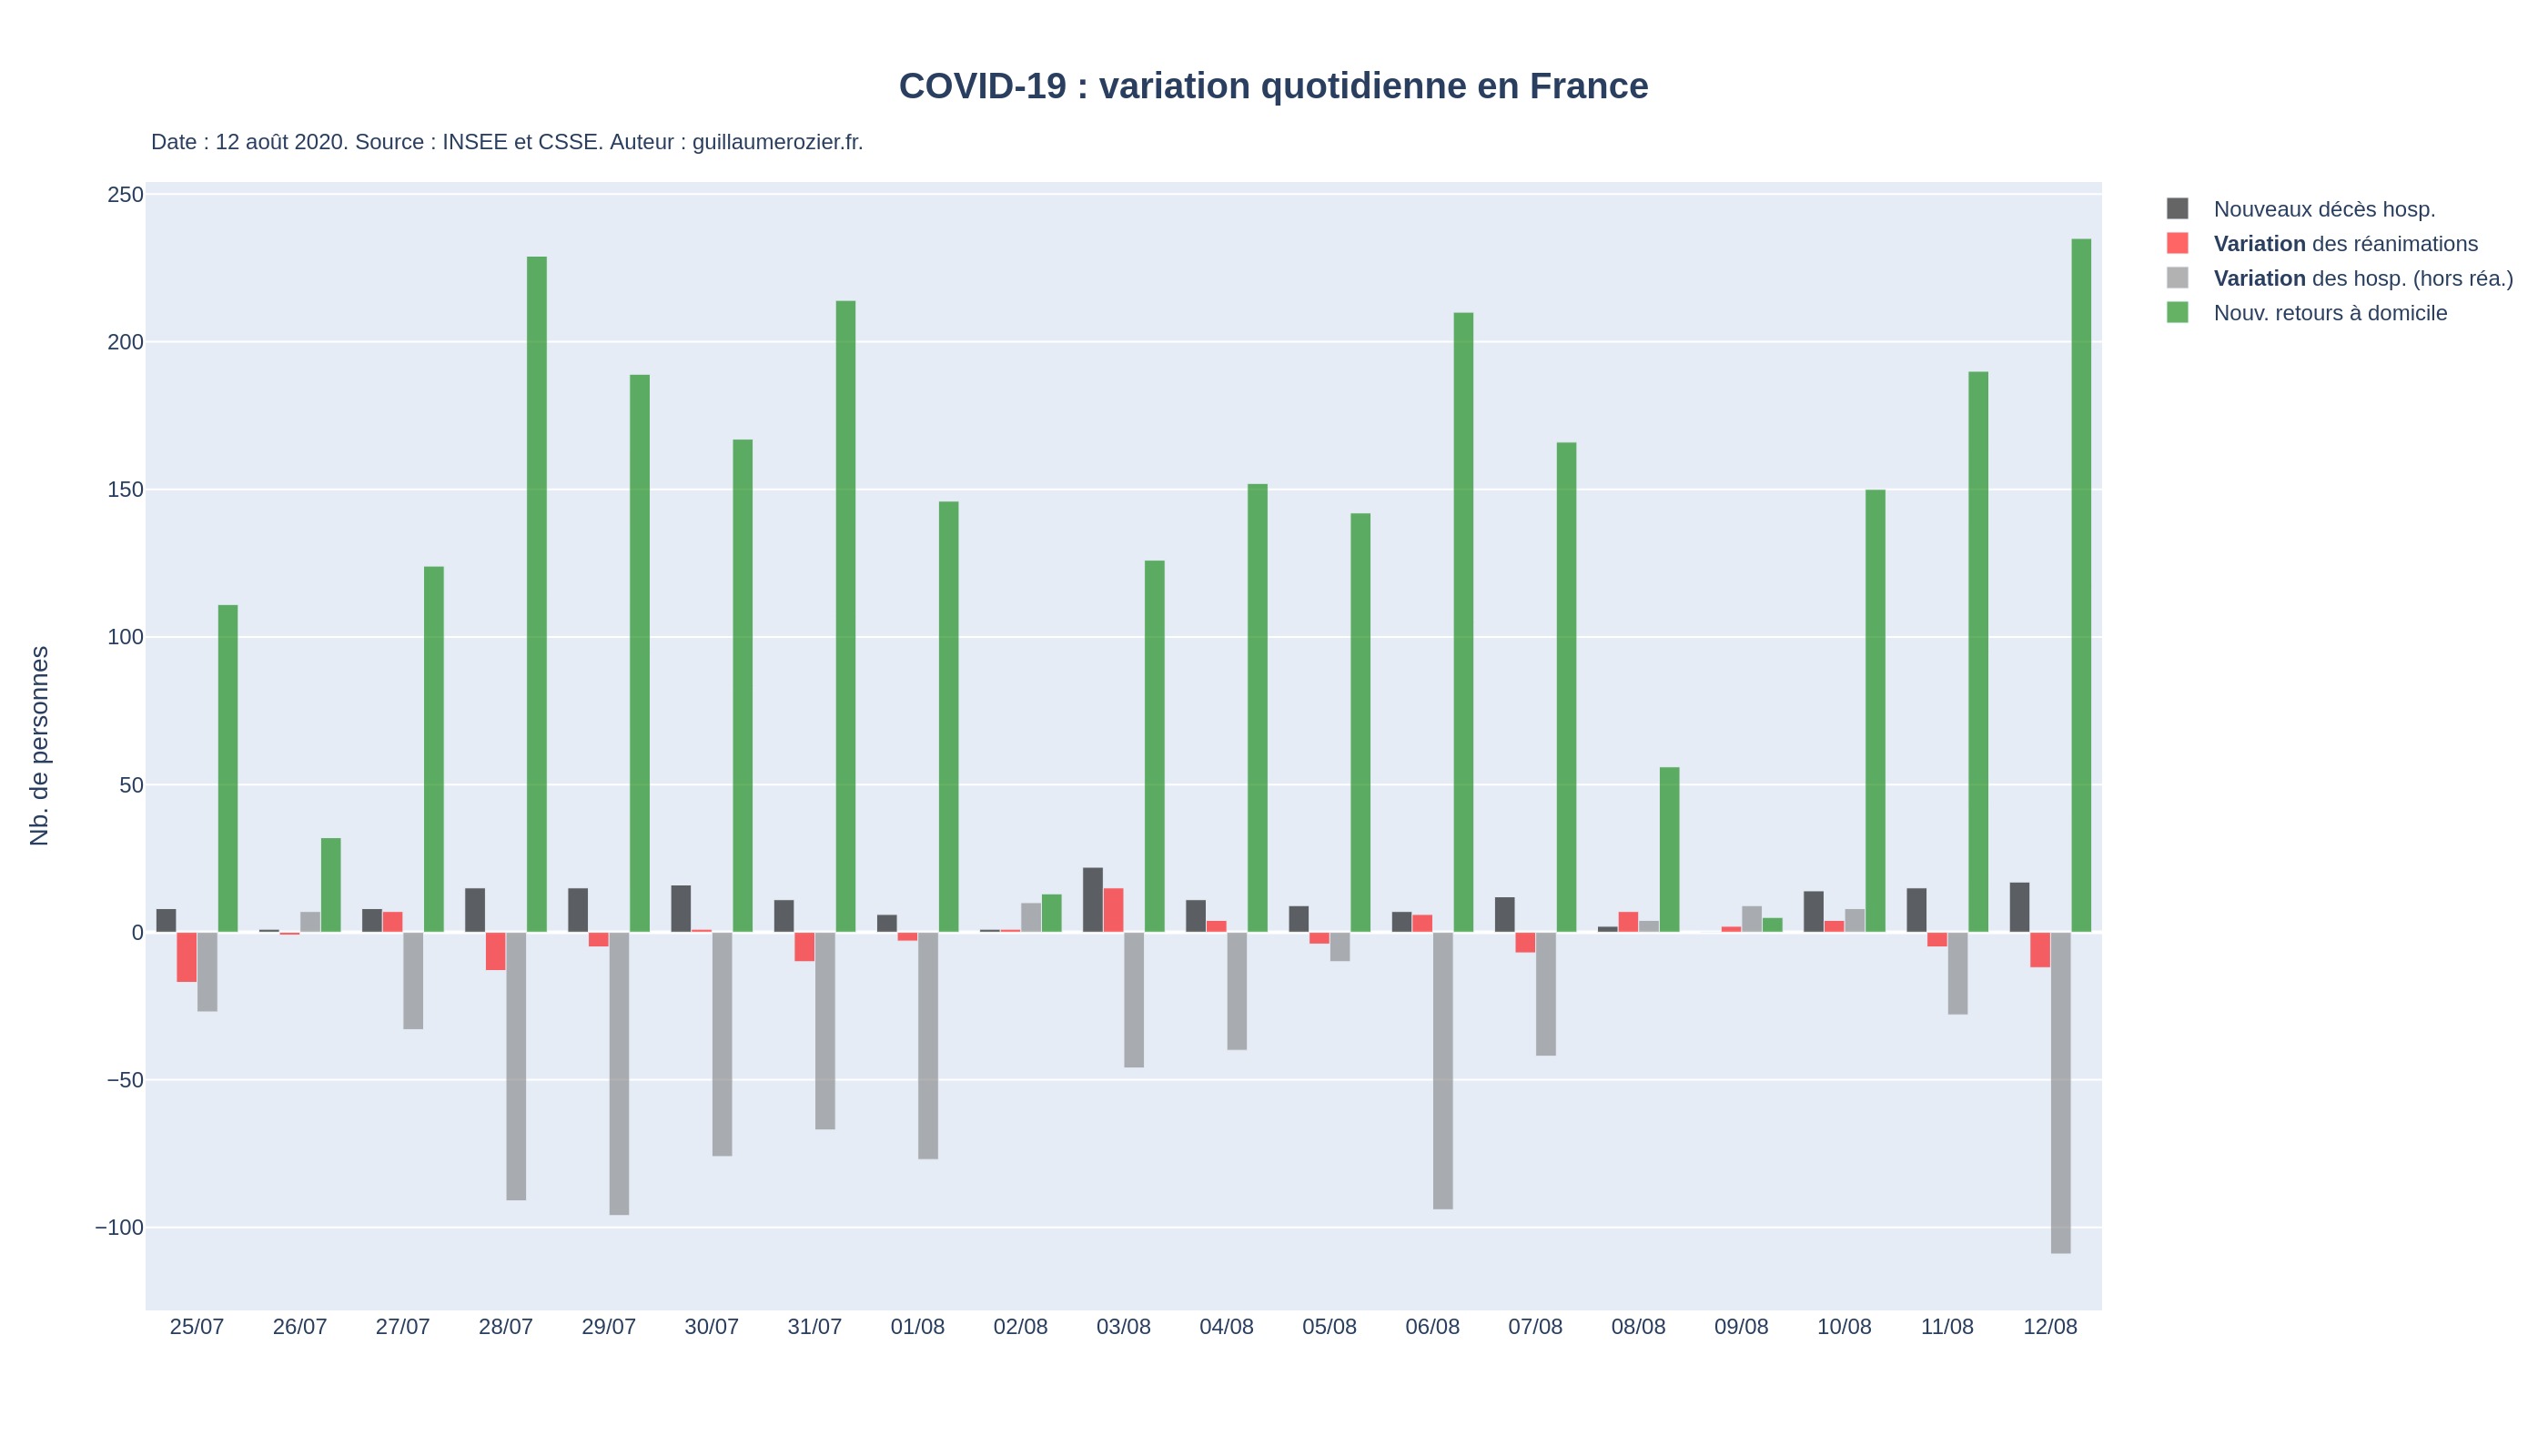 COVID-19 : variation quotidienne en France
Date : 12 août 2020. Source : INSEE et CSSE. Auteur : guillaumerozier.fr.
Nouveaux décès hosp.
Variation des réanimations
Variation des hosp. (hors réa.)
Nouv. retours à domicile
Nb. de personnes
250
200
150
100
50
0
−50
−100
25/07 26/07 27/07 28/07 29/07 30/07 31/07 01/08 02/08 03/08 04/08 05/08 06/08 07/08 08/08 09/08 10/08 11/08 12/08